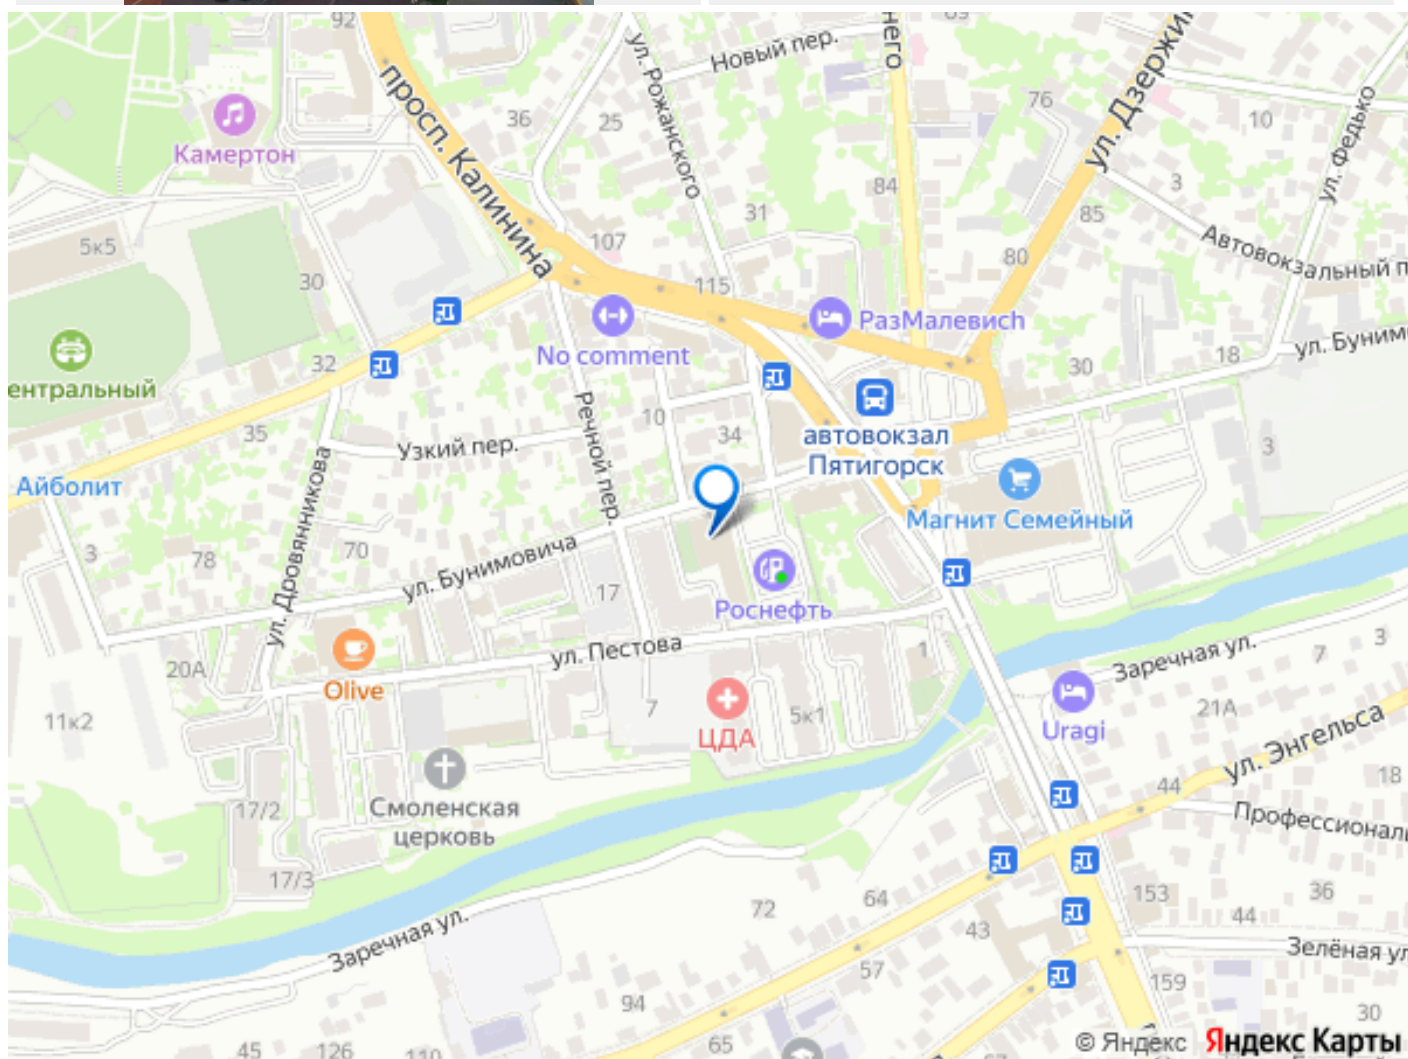 92
просп. Калинина
ул. Рожанского
Новый пер.
него
ул. Дзержин
ул. Федько
Камертон
36
25
76
10
84
3
85
31
5к5
30
107
115
80
Автовокзальный п
РазМалевич
No comment
32
ентральный
30
18
ул. Буним
35
Узкий пер.
Речной пер.
10
34
автовокзал
Пятигорск
3
Айболит
Магнит Семейный
3
78
70
ул. Дровянникова
ул. Бунимовича
17
Роснефть
ул. Пестова
20А
Olive
1
Заречная ул.
7
3
11к2
7
ЦДА
5к1
Uragi
21А
ул. Энгельса
Смоленская
церковь
17/2
44
18
Профессионал
17/3
72
64
153
36
44
43
Заречная ул.
Зелёная ул
57
159
94
30
45
126
110
65
© Яндекс Яндекс Карты